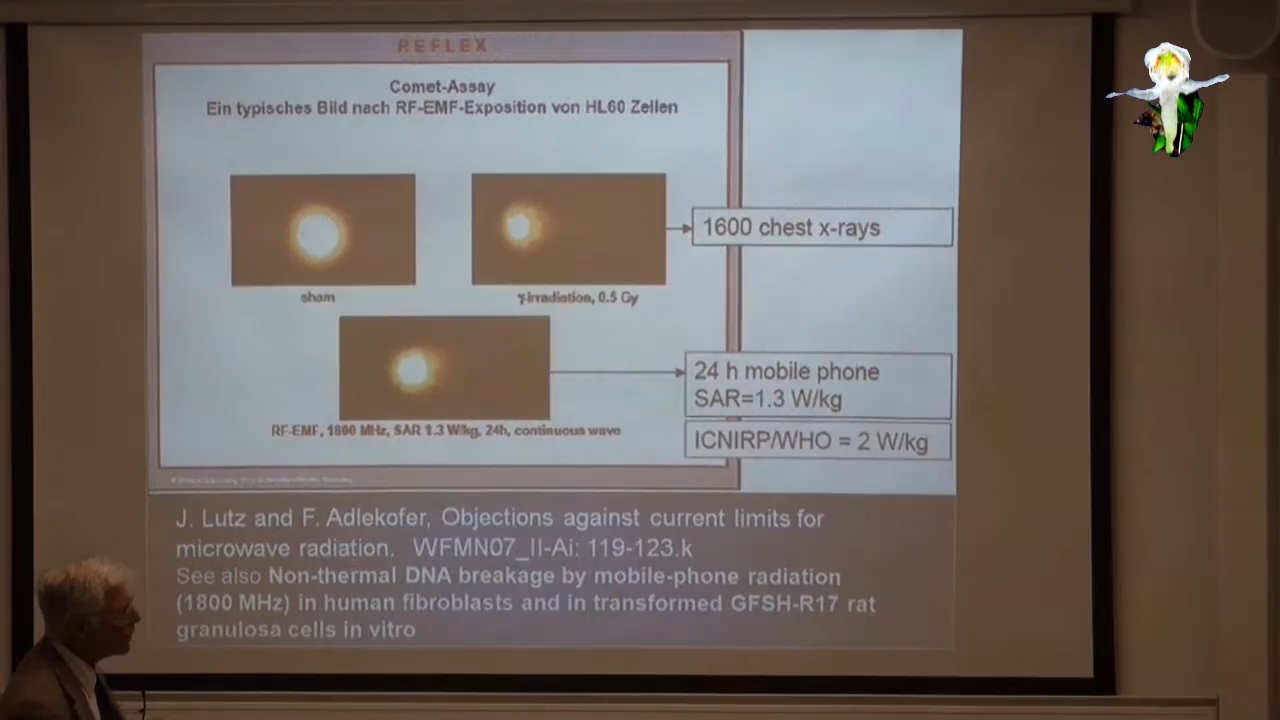 REFLEX
Comet-Assay
Ein typisches Bild nach RF-EMF-Exposition von HL60 Zellen
1600 chest x-rays
sham
γ-irradiation, 0.5 Gy
24 h mobile phone
SAR=1.3 W/kg
RF-EMF, 1800 MHz, SAR 1.3 W/kg, 24h, continuous wave
ICNIRP/WHO = 2 W/kg
J. Lutz and F. Adlekofer, Objections against current limits for
microwave radiation. WFMN07_II-Ai: 119-123.k
See also Non-thermal DNA breakage by mobile-phone radiation
(1800 MHz) in human fibroblasts and in transformed GFSH-R17 rat
granulosa cells in vitro